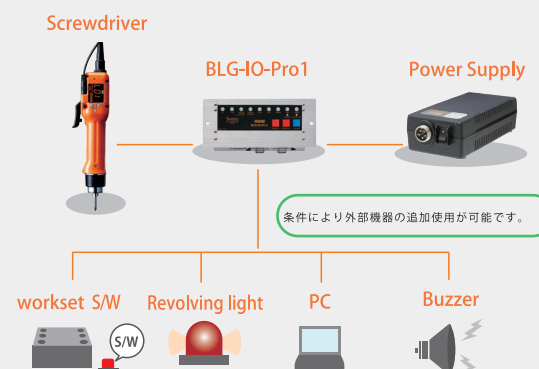 Screwdriver
BLG-IO-Pro1
Power Supply
条件により外部機器の追加使用が可能です。
workset S/W
Revolving light
PC
Buzzer
S/W